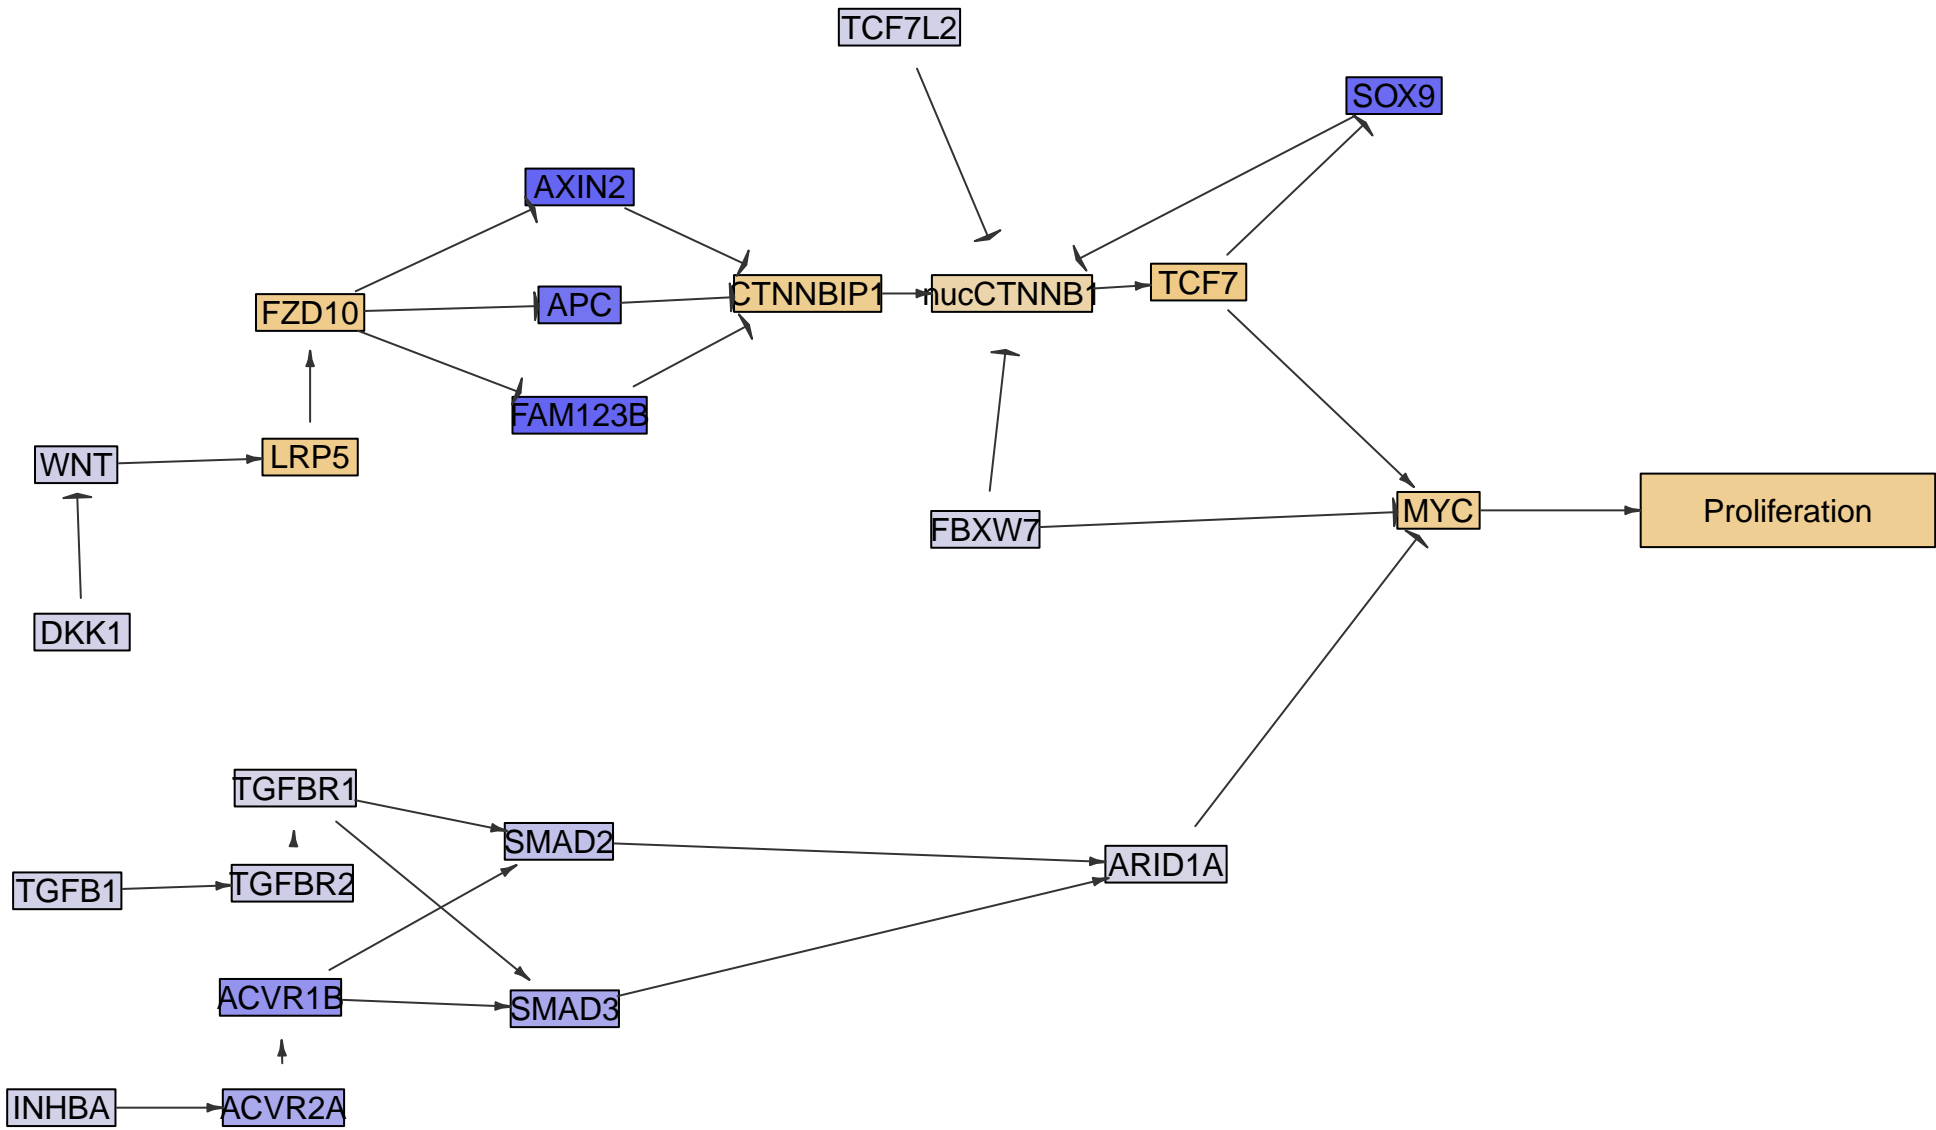 TCF7L2
SOX9
AXIN2
FZD10
APC
CTNNBIP1
nucCTNNB1
TCF7
FAM123B
WNT
LRP5
FBXW7
MYC
Proliferation
DKK1
TGFBR1
SMAD2
ARID1A
TGFB1
TGFBR2
ACVR1B
SMAD3
INHBA
ACVR2A